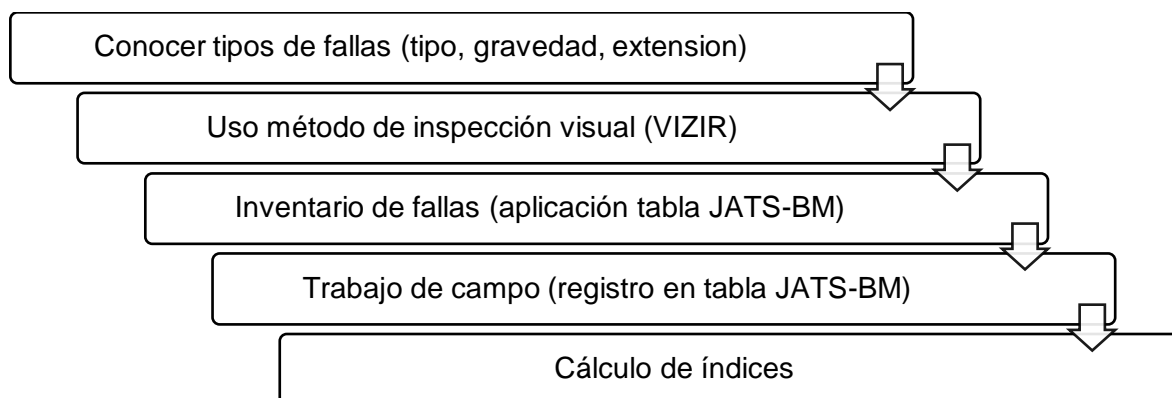 Conocer tipos de fallas (tipo, gravedad, extension)
Uso método de inspección visual (VIZIR)
Inventario de fallas (aplicación tabla JATS-BM)
Trabajo de campo (registro en tabla JATS-BM)
Cálculo de índices